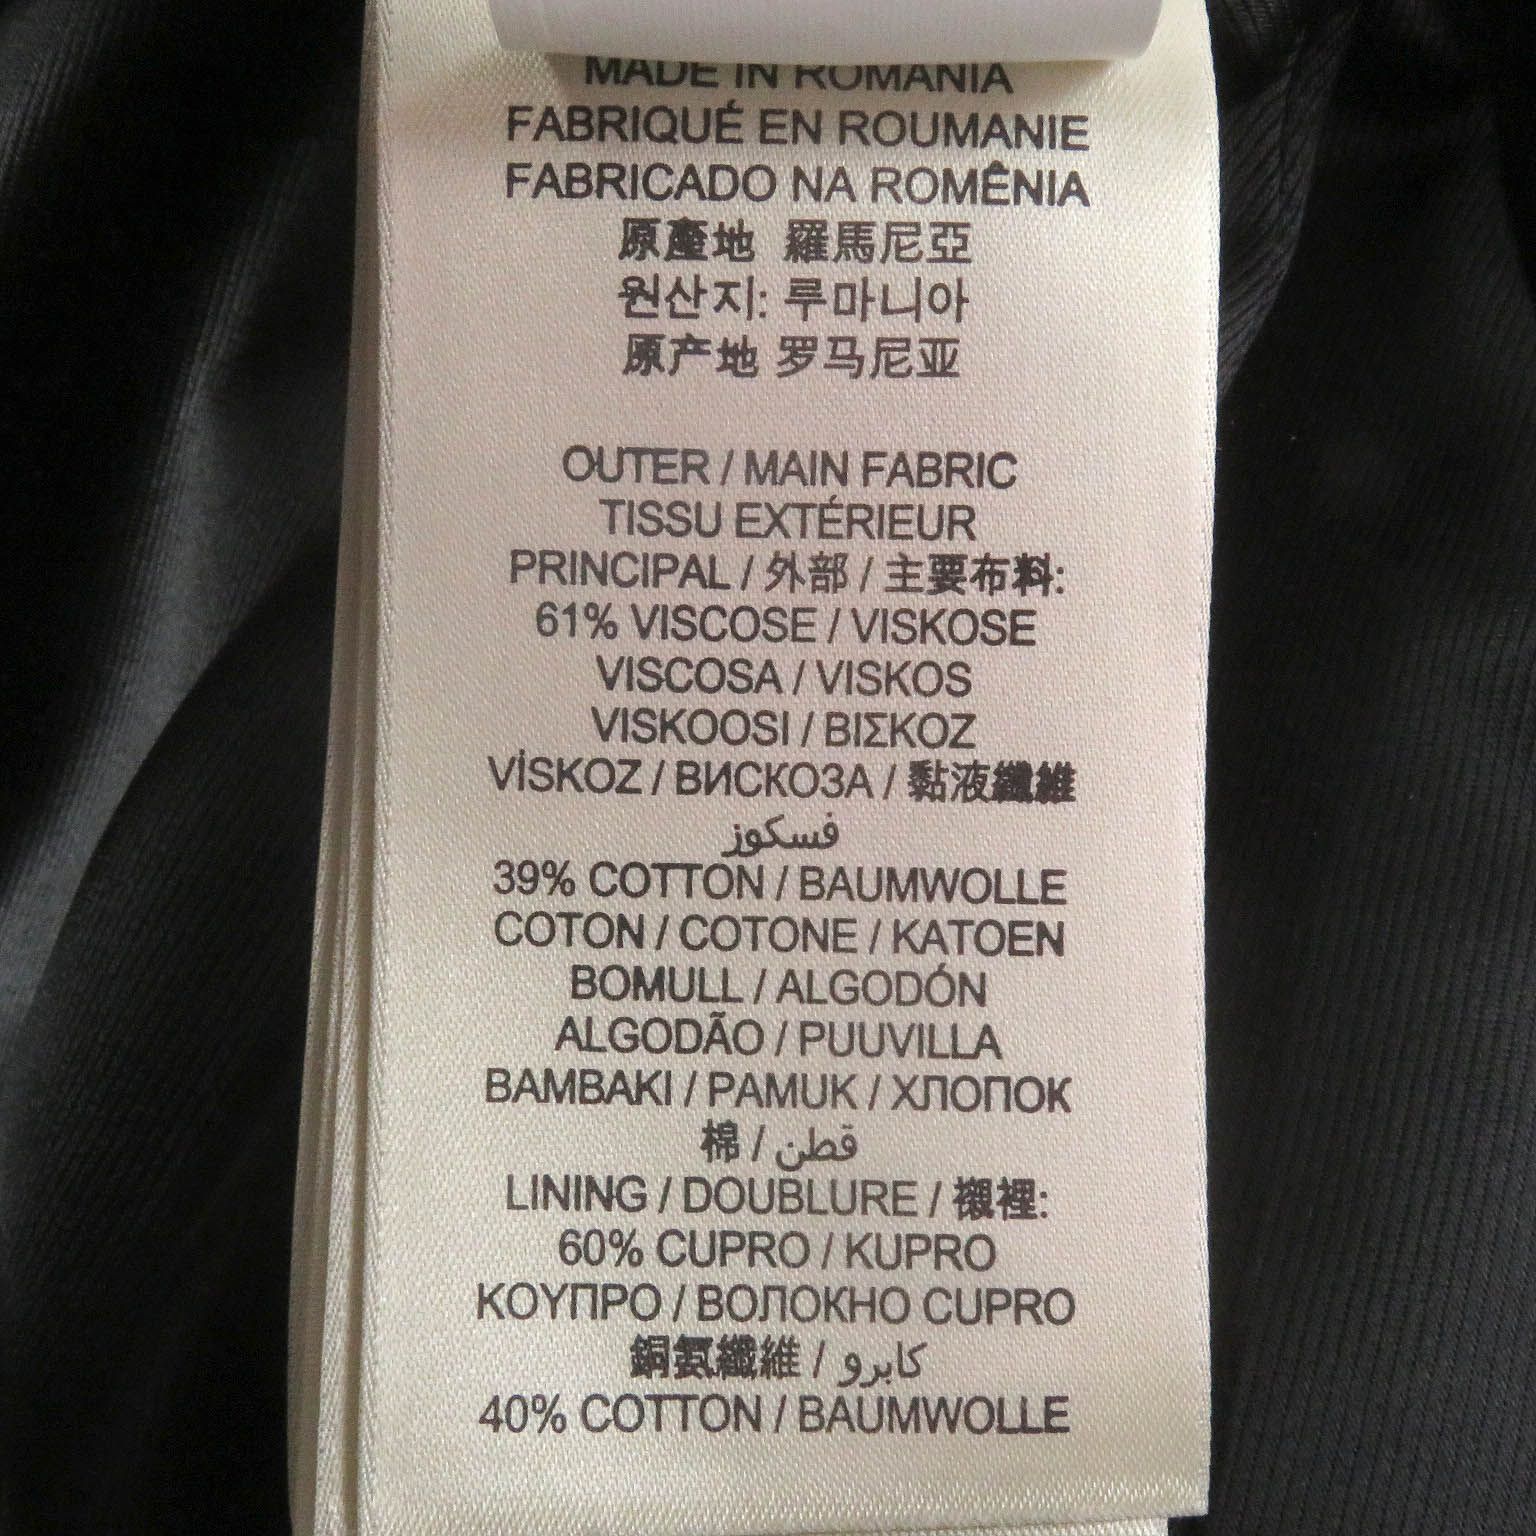 MADE IN ROMANIA
FABRIQUÉ EN ROUMANIE
FABRICADO NA ROMÊNIA
原產地 羅馬尼亞
원산지: 루마니아
原产地 罗马尼亚
OUTER / MAIN FABRIC
TISSU EXTÉRIEUR
PRINCIPAL / 外部 / 主要布料:
61% VISCOSE / VISKOSE
VISCOSA / VISKOS
VISKOOSI / ΒΙΣΚΟΖ
VİSKOZ / ВИСКОЗА / 黏液纖維
فسكوز
39% COTTON / BAUMWOLLE
COTON / COTONE / KATOEN
BOMULL / ALGODÓN
ALGODÃO / PUUVILLA
BAMBAKI / PAMUK / ХЛОПОК
棉 / قطن
LINING / DOUBLURE / 襯裡:
60% CUPRO / KUPRO
ΚΟΥΠΡΟ / ВОЛОКНО CUPRO
銅氨纖維 / كابرو
40% COTTON / BAUMWOLLE